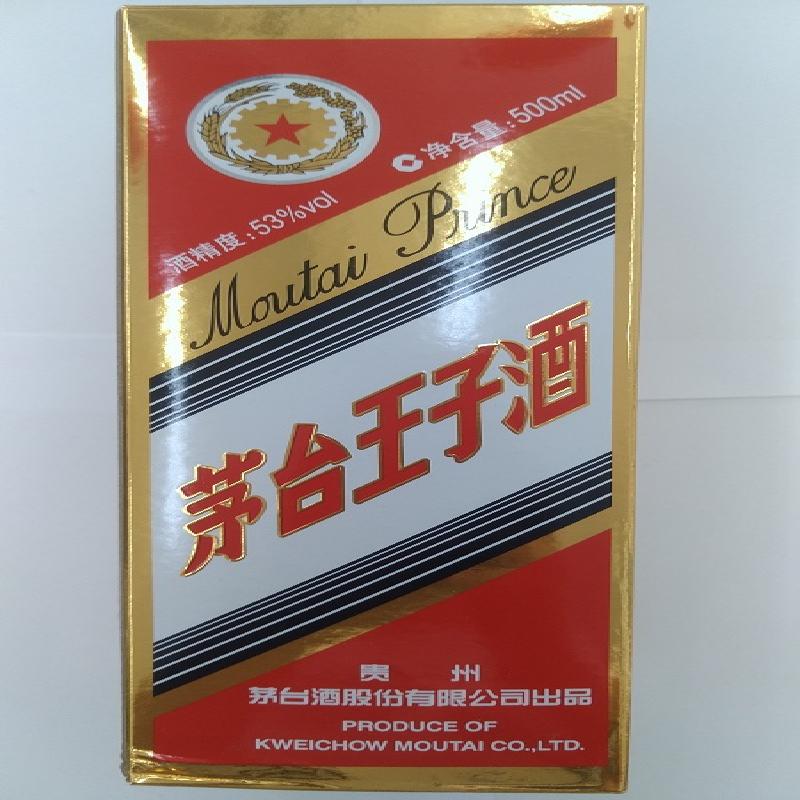 净含量:500ml
酒精度:53%vol
Moutai Prince
茅台王子酒
贵州
茅台酒股份有限公司出品
PRODUCE OF
KWEICHOW MOUTAI CO.,LTD.